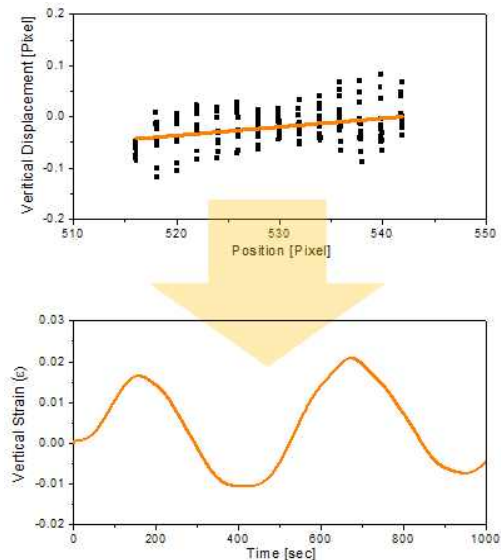 0.2
0.1
0.0
-0.1
-0.2
Veritical Displacement [Pixel]
510 520 530 540 550
Position [Pixel]
0.03
0.02
0.01
0.00
-0.01
-0.02
Vertical Strain (ε)
0 200 400 600 800 1000
Time [sec]